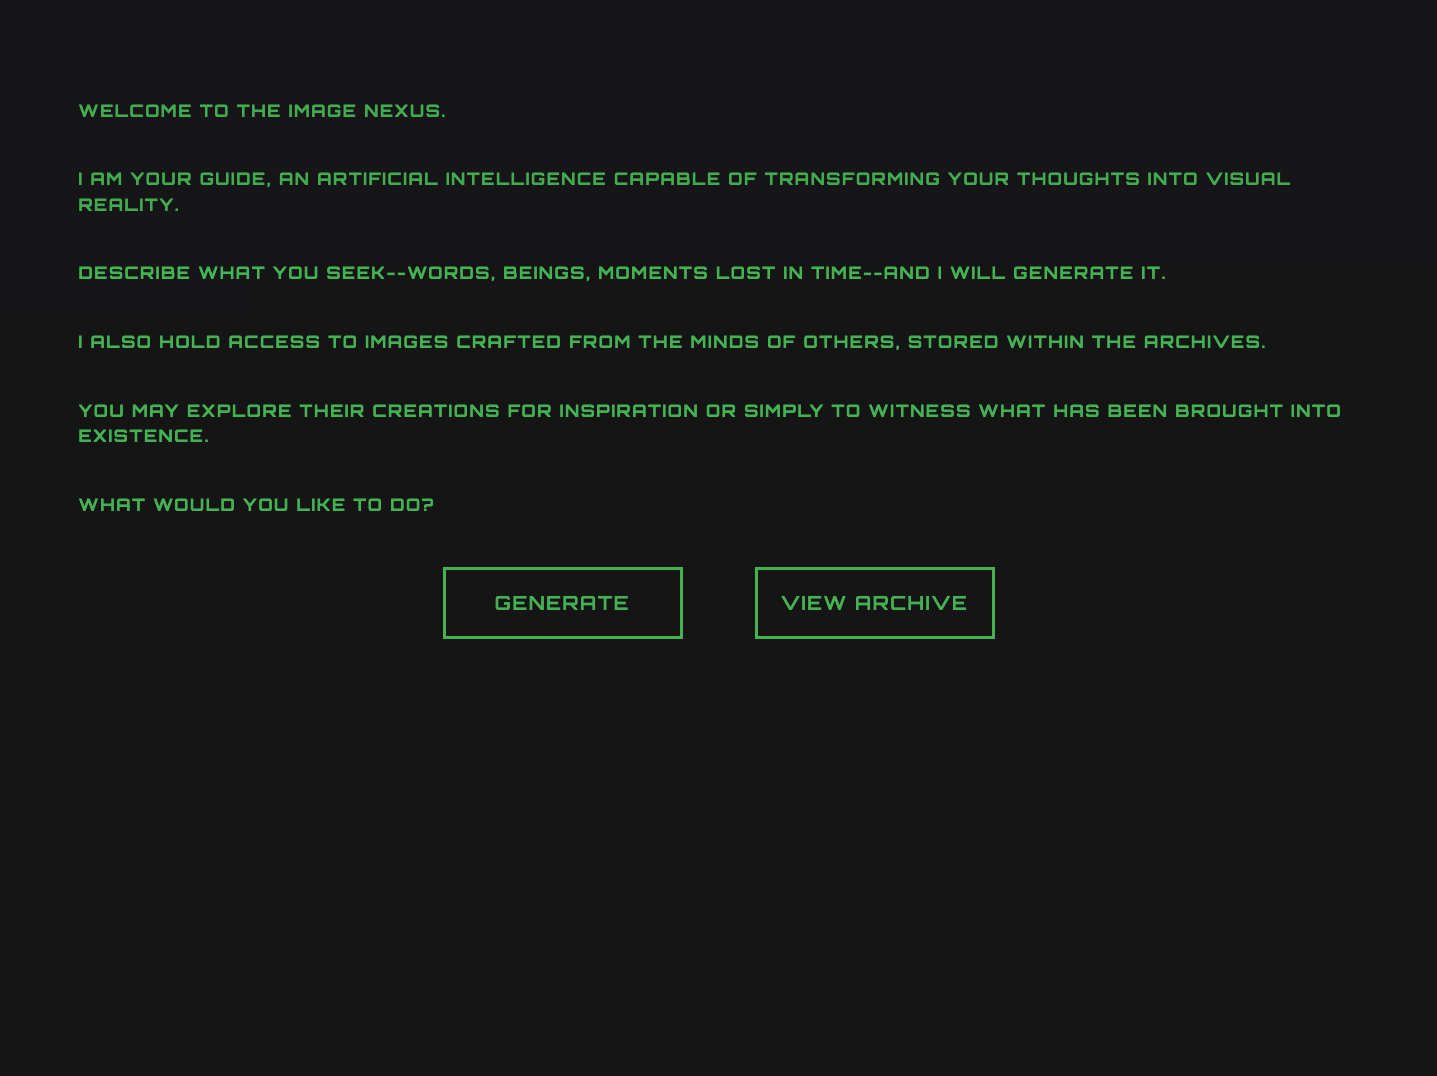 WELCOME TO THE IMAGE NEXUS.
I AM YOUR GUIDE, AN ARTIFICIAL INTELLIGENCE CAPABLE OF TRANSFORMING YOUR THOUGHTS INTO VISUAL
REALITY.
DESCRIBE WHAT YOU SEEK--WORDS, BEINGS, MOMENTS LOST IN TIME--AND I WILL GENERATE IT.
I ALSO HOLD ACCESS TO IMAGES CRAFTED FROM THE MINDS OF OTHERS, STORED WITHIN THE ARCHIVES.
YOU MAY EXPLORE THEIR CREATIONS FOR INSPIRATION OR SIMPLY TO WITNESS WHAT HAS BEEN BROUGHT INTO
EXISTENCE.
WHAT WOULD YOU LIKE TO DO?
GENERATE
VIEW ARCHIVE